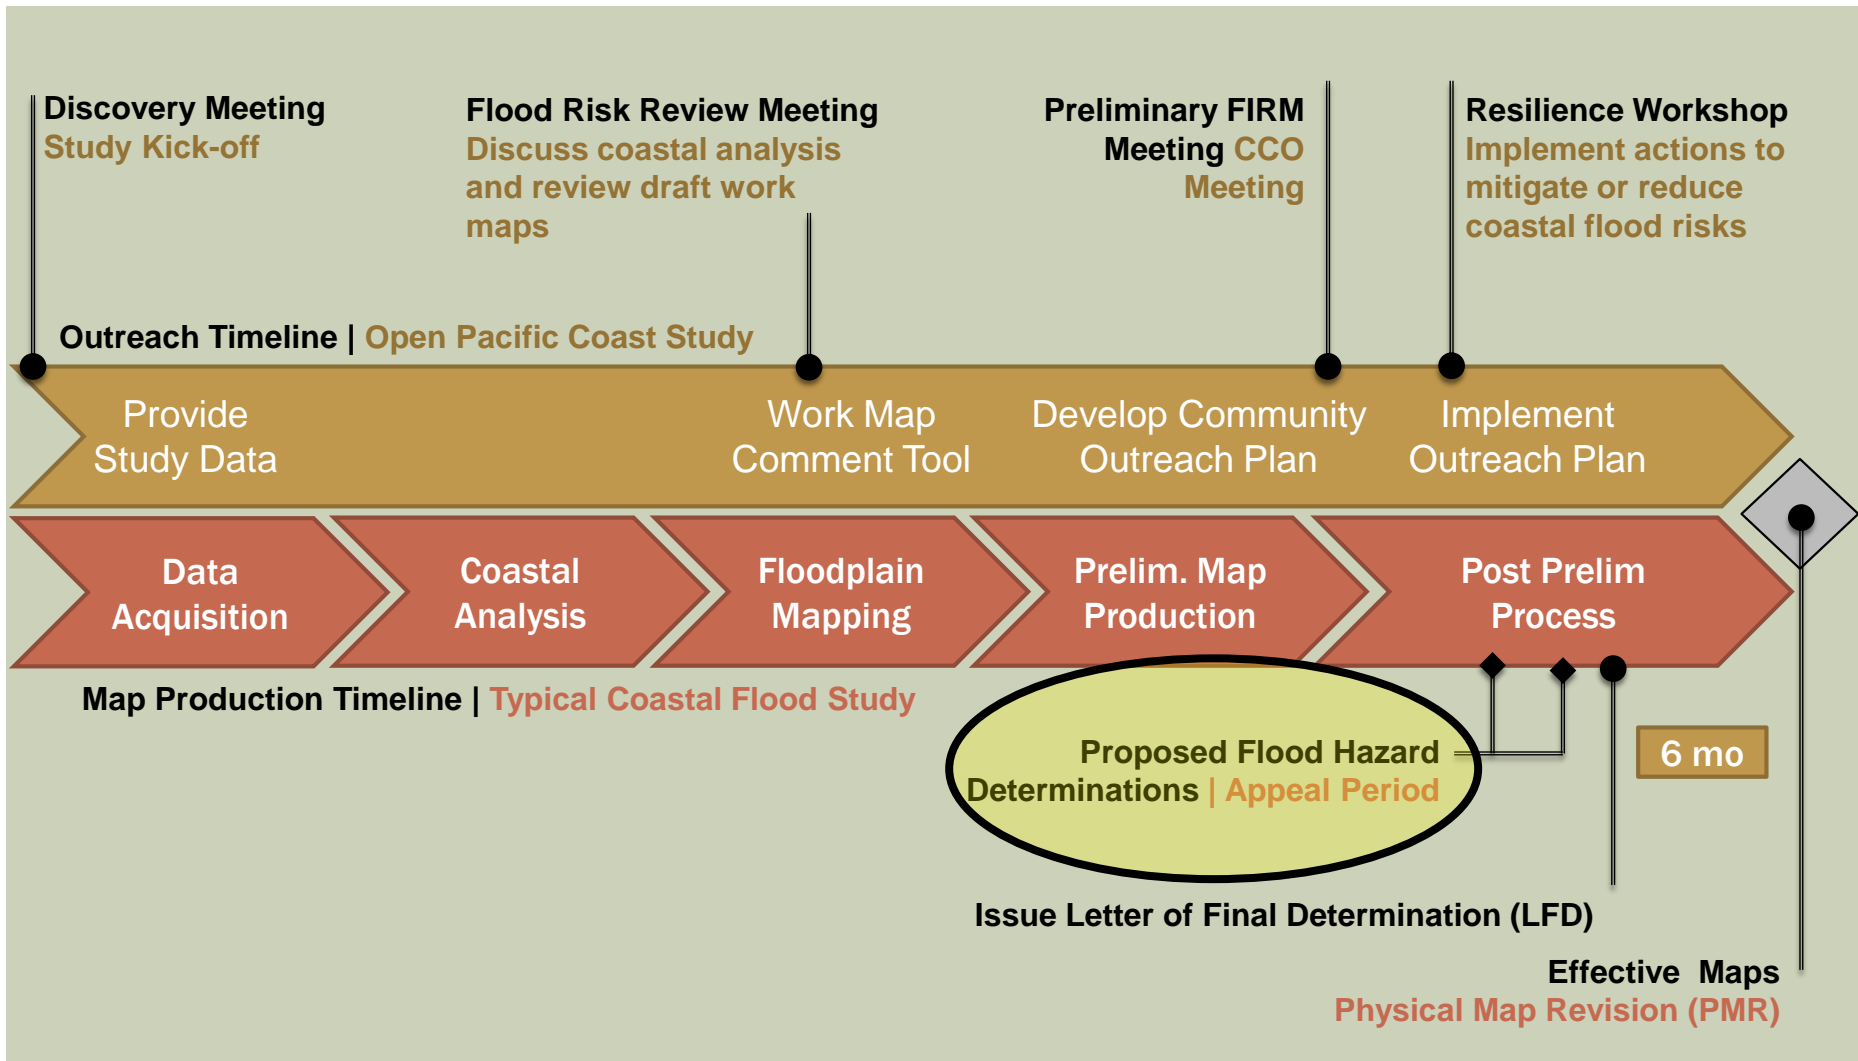 Discovery Meeting
Study Kick-off
Flood Risk Review Meeting
Discuss coastal analysis
and review draft work
maps
Preliminary FIRM
Meeting CCO
Meeting
Resilience Workshop
Implement actions to
mitigate or reduce
coastal flood risks
Outreach Timeline | Open Pacific Coast Study
Provide
Study Data
Work Map
Comment Tool
Develop Community
Outreach Plan
Implement
Outreach Plan
Data
Acquisition
Coastal
Analysis
Floodplain
Mapping
Prelim. Map
Production
Post Prelim
Process
Map Production Timeline | Typical Coastal Flood Study
Proposed Flood Hazard
Determinations | Appeal Period
6 mo
Issue Letter of Final Determination (LFD)
Effective Maps
Physical Map Revision (PMR)